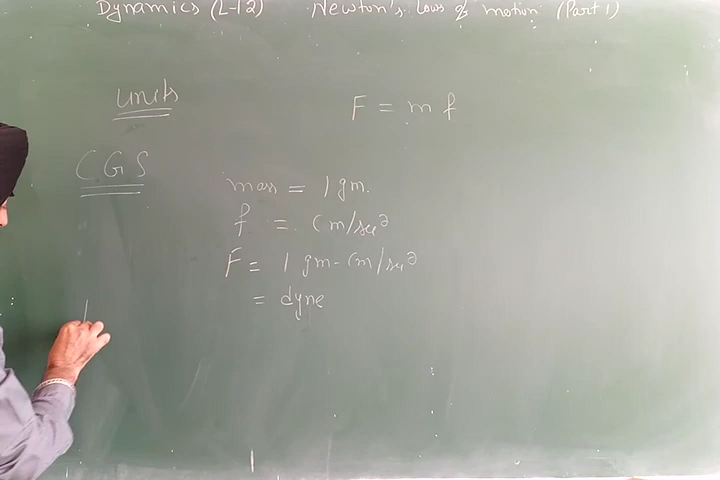 Dynamics (L-12) Newton's Laws of motion (Part 1)
Units
F = m f
CGS
mass = 1 gm.
f = cm/sec²
F = 1 gm-cm/sec²
= dyne